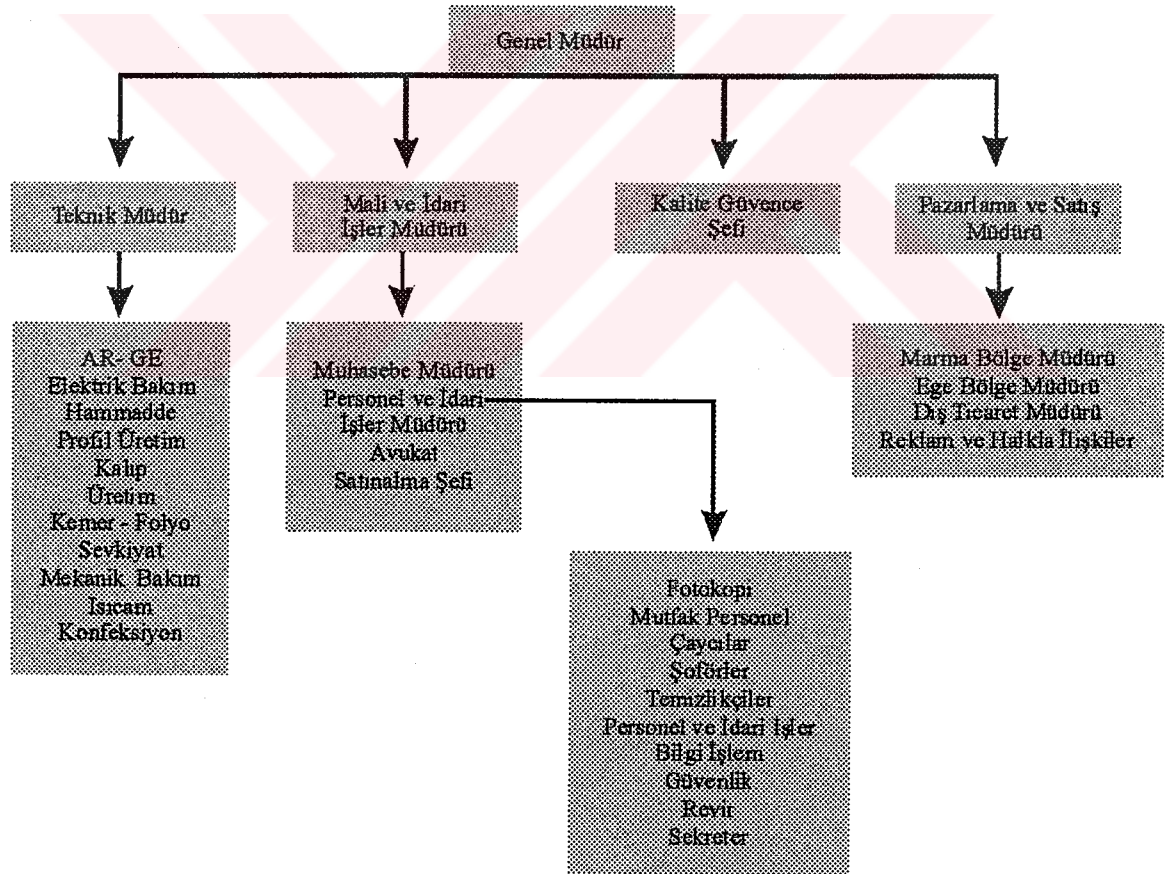 Genel Müdür
Teknik Müdür
Mali ve İdari
İşler Müdürü
Kalite Güvence
Şefi
Pazarlama ve Satış
Müdürü
AR- GE
Elektrik Bakım
Hammadde
Profil Üretim
Kalıp
Üretim
Kemer - Folyo
Sevkiyat
Mekanik Bakım
Isıcam
Konfeksiyon
Muhasebe Müdürü
Personel ve İdari
İşler Müdürü
Avukat
Satınalma Şefi
Marma Bölge Müdürü
Ege Bölge Müdürü
Dış Ticaret Müdürü
Reklam ve Halkla İlişkiler
Fotokopi
Mutfak Personel
Çaycılar
Şoförler
Temizlikçiler
Personel ve İdari İşler
Bilgi İşlem
Güvenlik
Revir
Sekreter